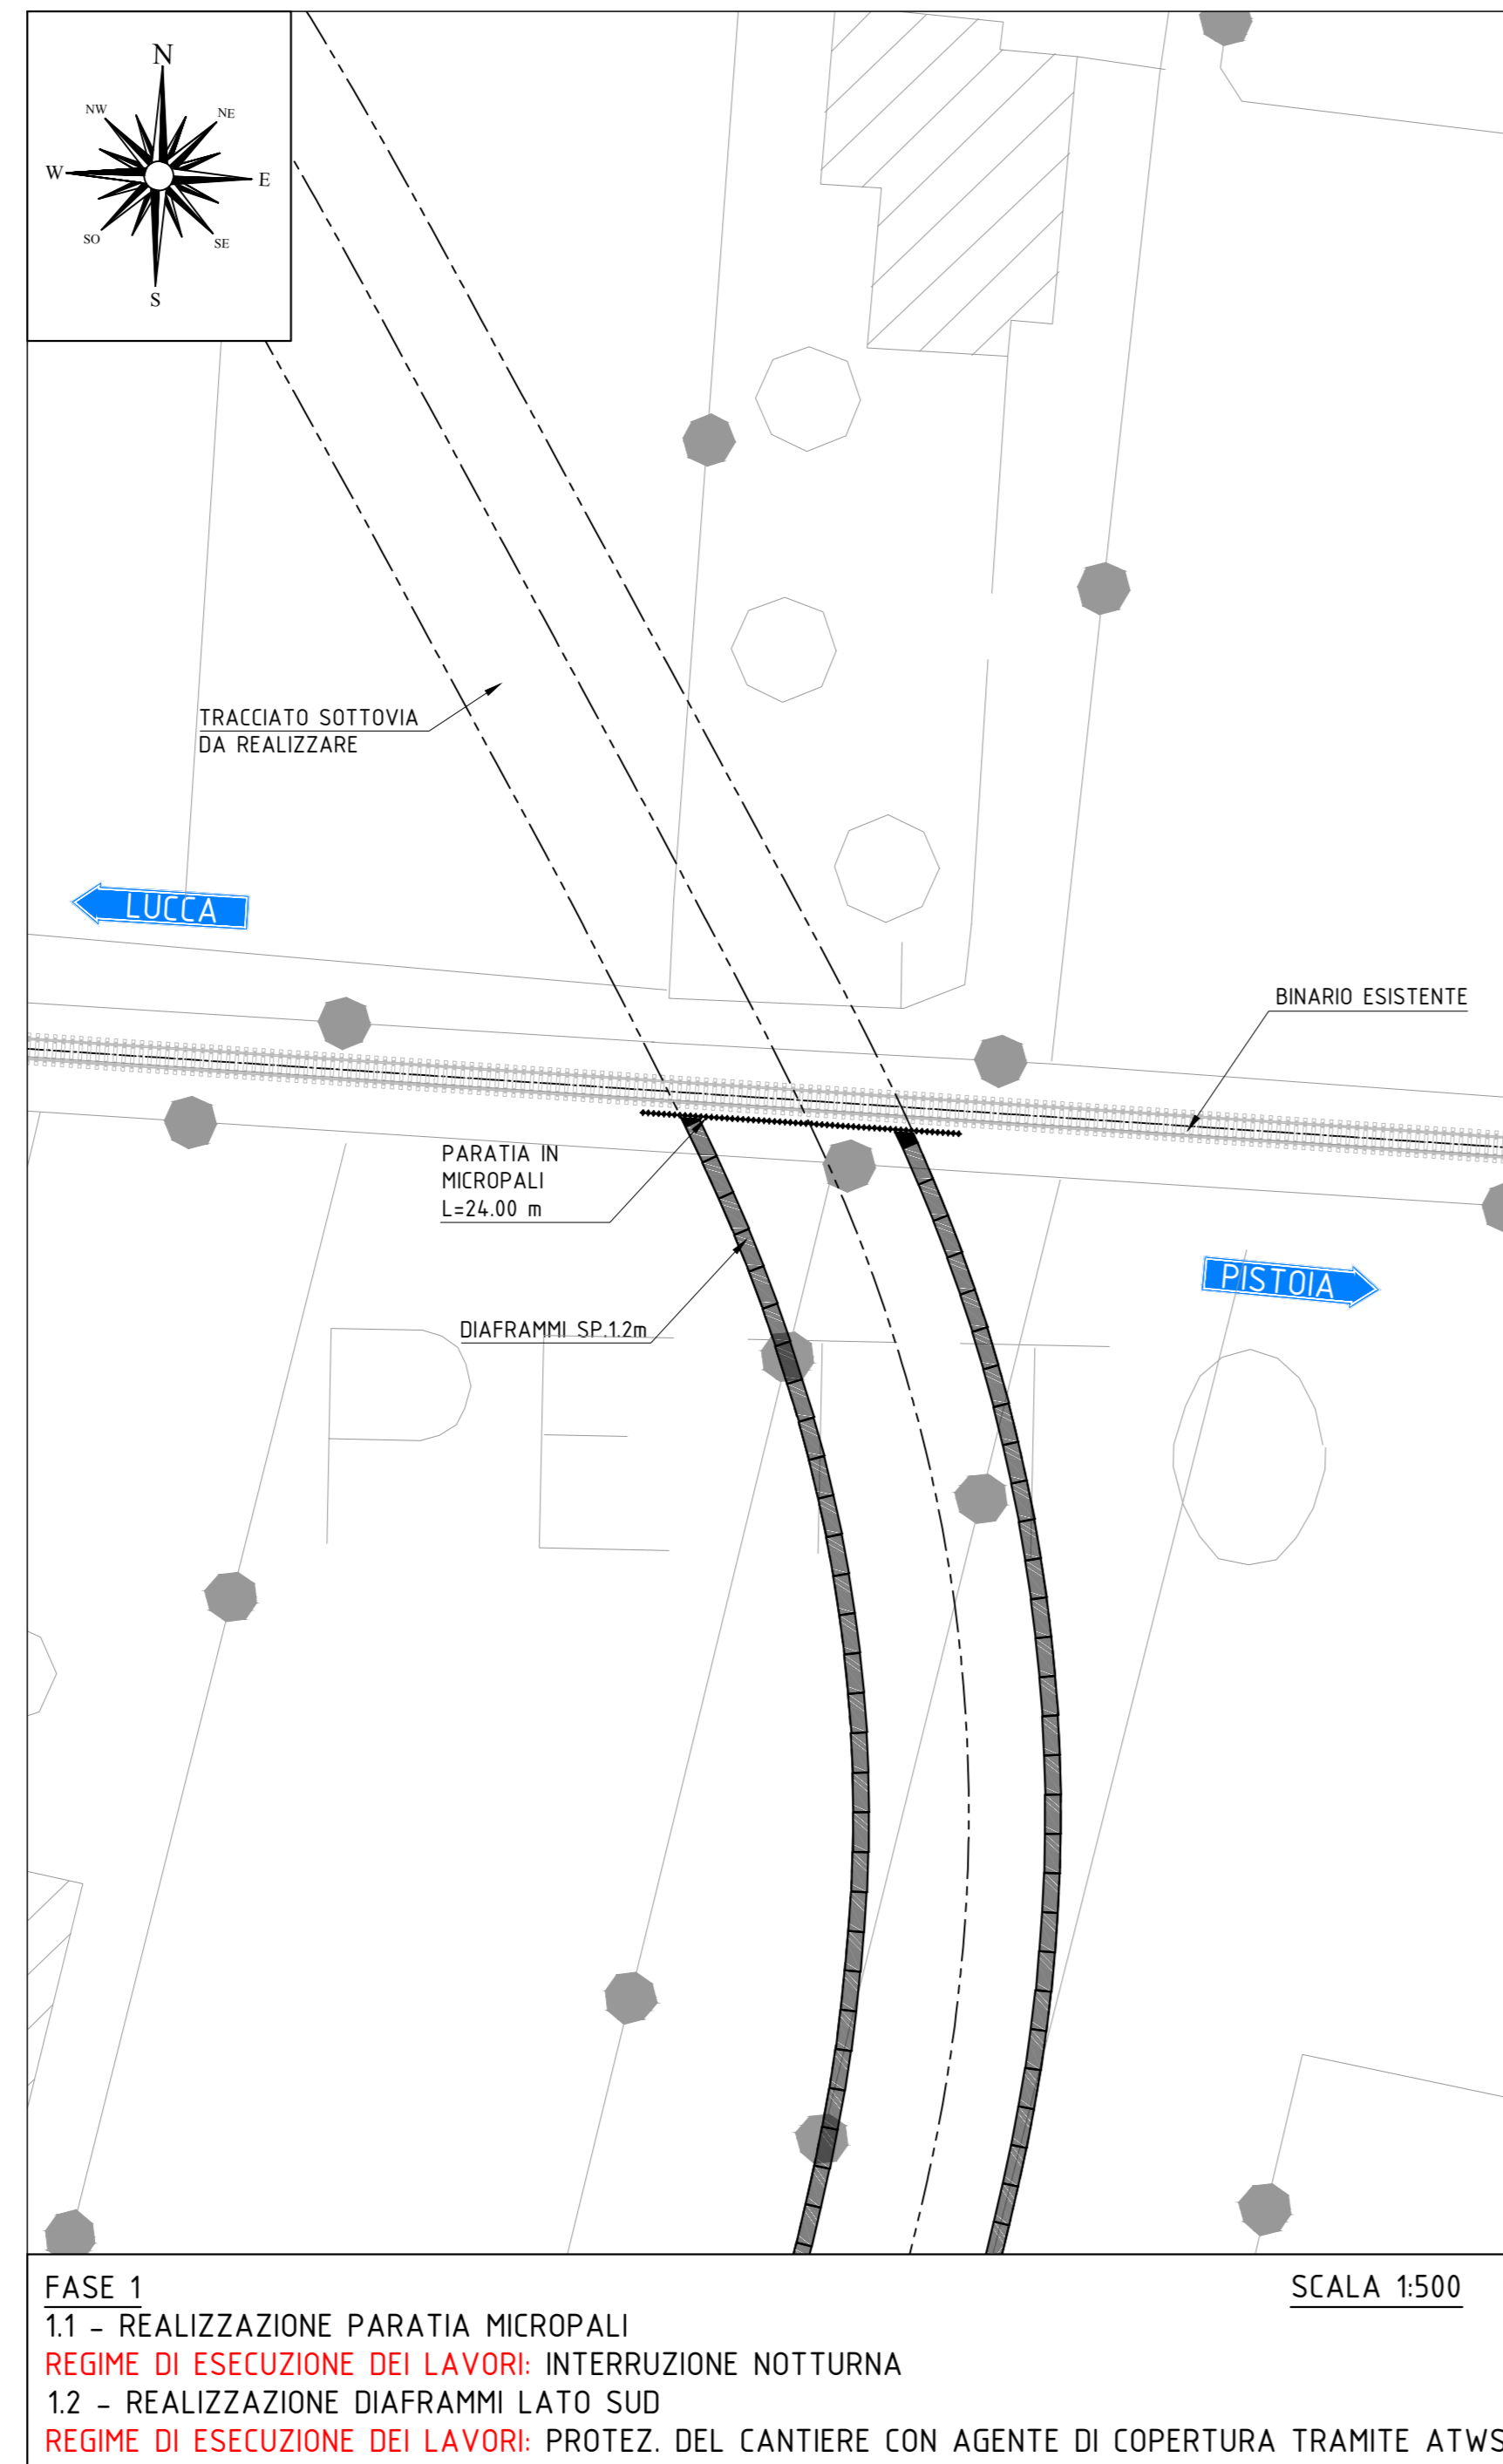 N
NW
NE
W
E
SO
SE
S
TRACCIATO SOTTOVIA
DA REALIZZARE
LUCCA
BINARIO ESISTENTE
PARATIA IN
MICROPALI
L=24.00 m
PISTOIA
DIAFRAMMI SP.1.2m
PEIIO
FASE 1
SCALA 1:500
1.1 - REALIZZAZIONE PARATIA MICROPALI
REGIME DI ESECUZIONE DEI LAVORI: INTERRUZIONE NOTTURNA
1.2 - REALIZZAZIONE DIAFRAMMI LATO SUD
REGIME DI ESECUZIONE DEI LAVORI: PROTEZ. DEL CANTIERE CON AGENTE DI COPERTURA TRAMITE ATWS